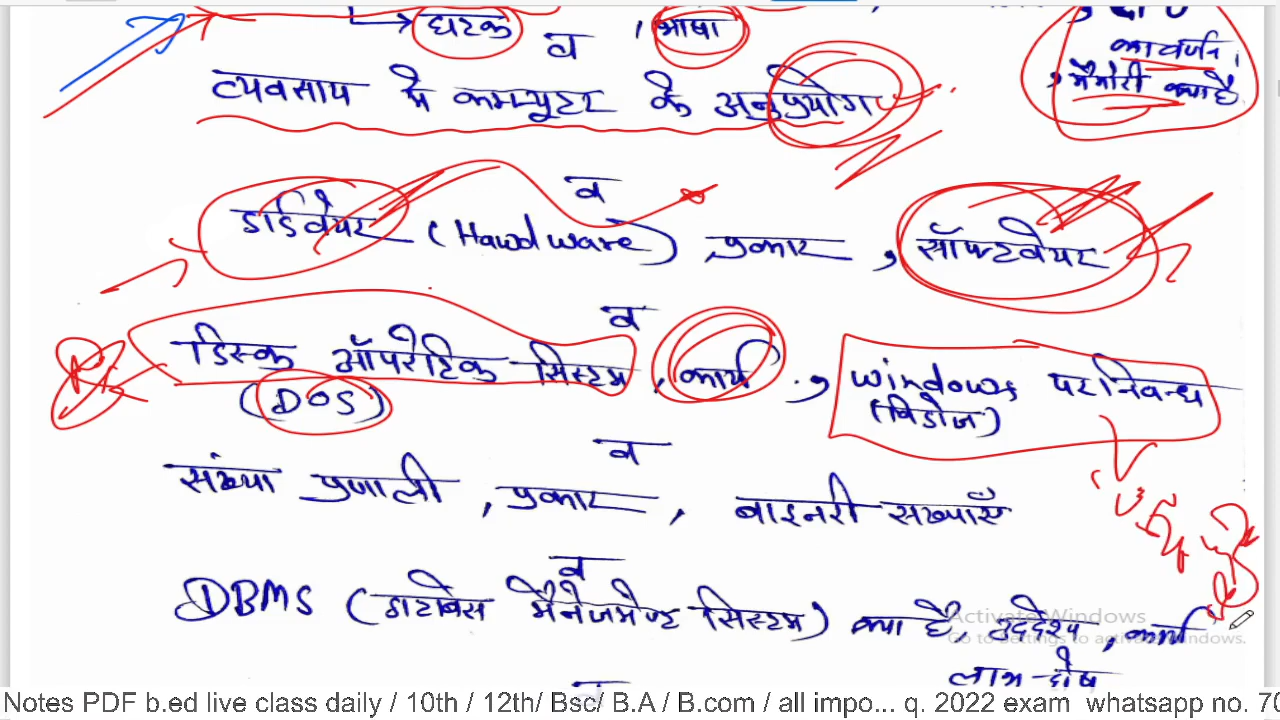 घटक , भाषा
कार्यान,
व
मैमोरी क्या है
व्यवसाय में कम्प्यूटर के अनुप्रयोग
व
हार्डवेयर (Hardware) प्रकार , सॉफ्टवेयर
व
डिस्क ऑपरेटिंक सिस्टम , कार्य , Windows पर निबन्ध
(DOS) (विंडोज)
व
संख्या प्रणाली , प्रकार , बाइनरी संख्याएँ
व
DBMS (डाटाबेस मैनेजमेण्ट सिस्टम) क्या है, उद्देश्य , कार्य
लाभ-दोष
व
Activate Windows
Go to Settings to activate Windows.
Notes PDF b.ed live class daily / 10th / 12th/ Bsc/ B.A / B.com / all impo... q. 2022 exam whatsapp no. 70